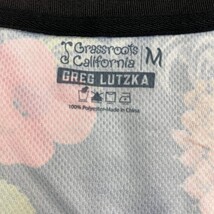 Grassroots
California
M
GREG LUTZKA
100% Polyester•Made in China